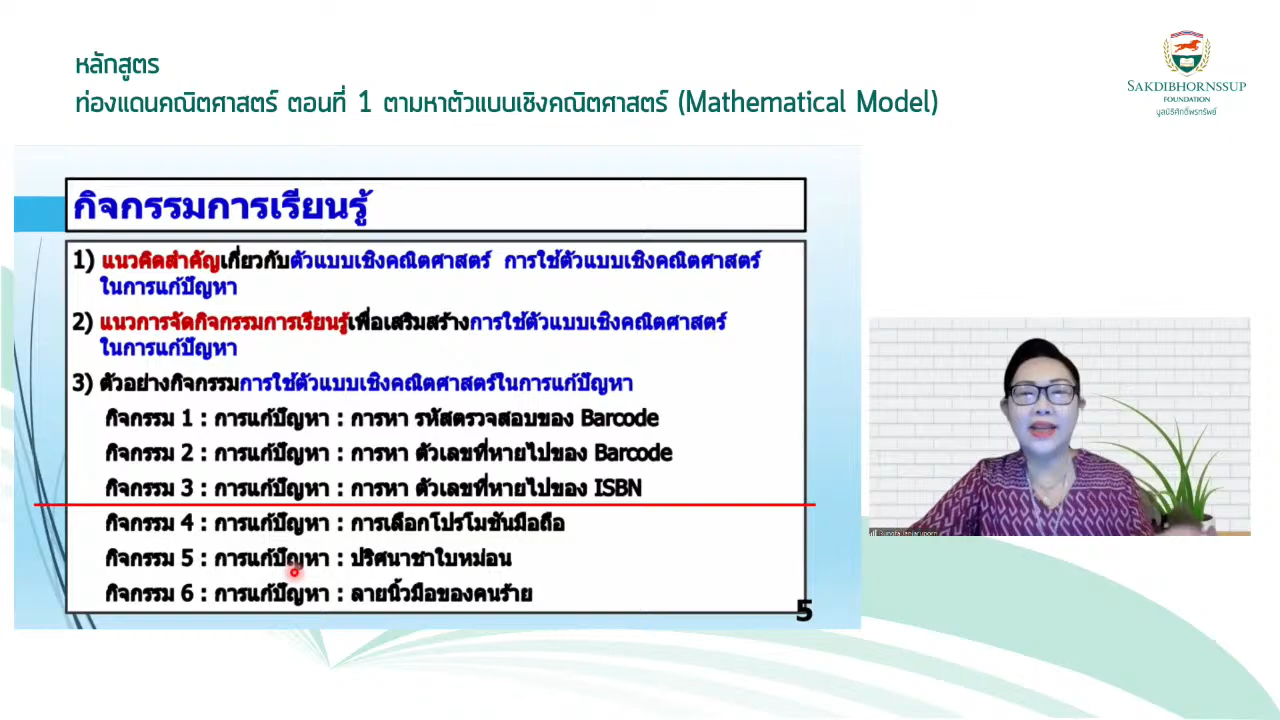 หลักสูตร
ท่องแดนคณิตศาสตร์ ตอนที่ 1 ตามหาตัวแบบเชิงคณิตศาสตร์ (Mathematical Model)
SAKDIBHORNSSUP
FOUNDATION
มูลนิธิศักดิ์พรทรัพย์
กิจกรรมการเรียนรู้
1) แนวคิดสำคัญเกี่ยวกับตัวแบบเชิงคณิตศาสตร์ การใช้ตัวแบบเชิงคณิตศาสตร์
ในการแก้ปัญหา
2) แนวการจัดกิจกรรมการเรียนรู้เพื่อเสริมสร้างการใช้ตัวแบบเชิงคณิตศาสตร์
ในการแก้ปัญหา
3) ตัวอย่างกิจกรรมการใช้ตัวแบบเชิงคณิตศาสตร์ในการแก้ปัญหา
กิจกรรม 1 : การแก้ปัญหา : การหา รหัสตรวจสอบของ Barcode
กิจกรรม 2 : การแก้ปัญหา : การหา ตัวเลขที่หายไปของ Barcode
กิจกรรม 3 : การแก้ปัญหา : การหา ตัวเลขที่หายไปของ ISBN
กิจกรรม 4 : การแก้ปัญหา : การเลือกโปรโมชันมือถือ
กิจกรรม 5 : การแก้ปัญหา : ปริศนาชาใบหม่อน
กิจกรรม 6 : การแก้ปัญหา : ลายนิ้วมือของคนร้าย
5